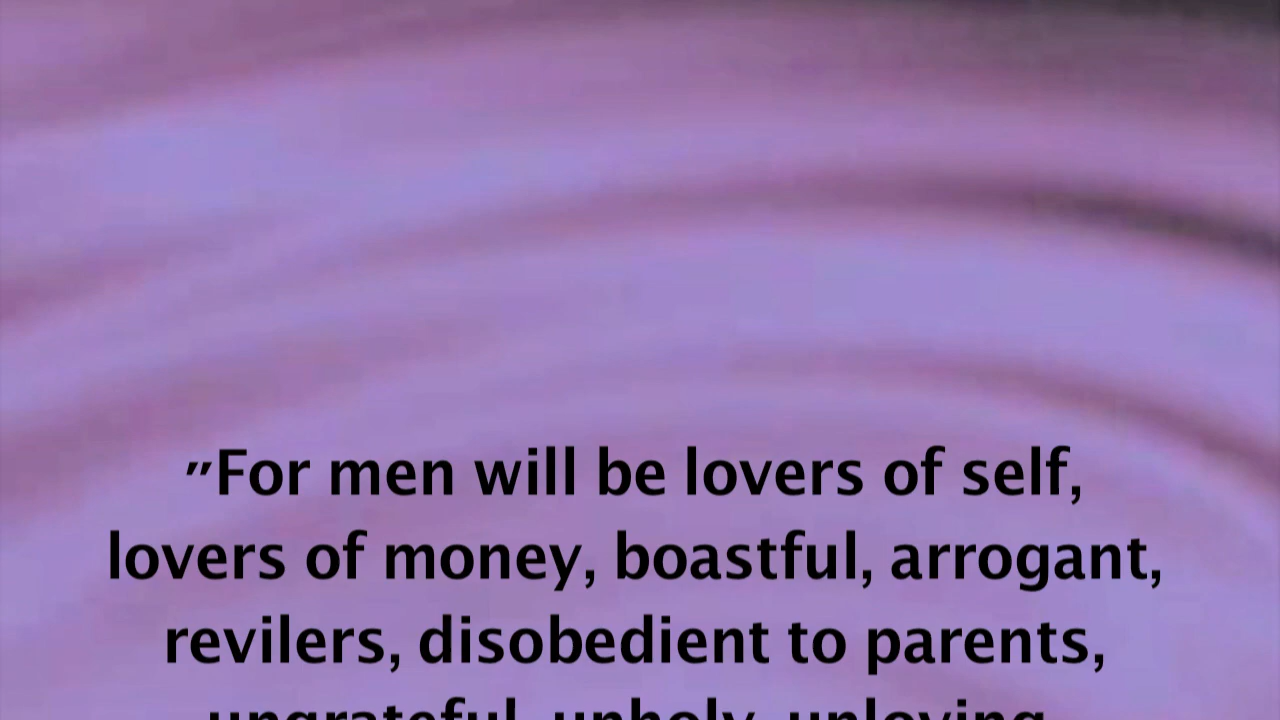 "For men will be lovers of self,
lovers of money, boastful, arrogant,
revilers, disobedient to parents,
ungrateful, unholy, unloving,